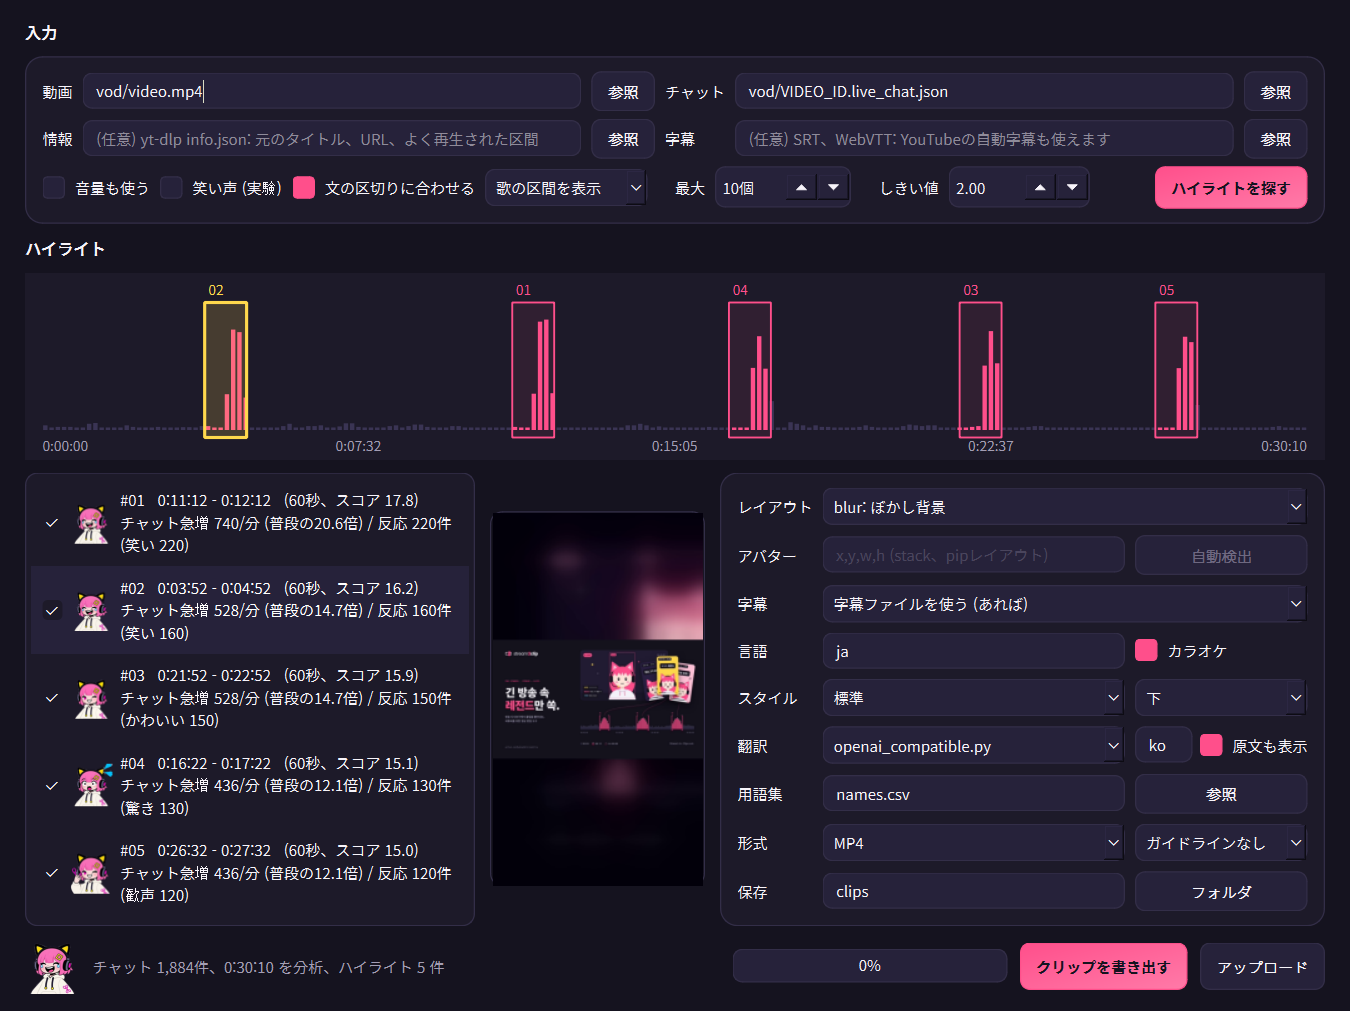 入力
動画 vod/video.mp4 参照 チャット vod/VIDEO_ID.live_chat.json 参照
情報 (任意) yt-dlp info.json: 元のタイトル、URL、よく再生された区間 参照 字幕 (任意) SRT、WebVTT: YouTubeの自動字幕も使えます 参照
音量も使う 笑い声 (実験) 文の区切りに合わせる 歌の区間を表示 最大 10個 しきい値 2.00 ハイライトを探す
ハイライト
02 01 04 03 05
0:00:00 0:07:32 0:15:05 0:22:37 0:30:10
#01 0:11:12 - 0:12:12 (60秒、スコア 17.8)
チャット急増 740/分 (普段の20.6倍) / 反応 220件
(笑い 220)
#02 0:03:52 - 0:04:52 (60秒、スコア 16.2)
チャット急増 528/分 (普段の14.7倍) / 反応 160件
(笑い 160)
#03 0:21:52 - 0:22:52 (60秒、スコア 15.9)
チャット急増 528/分 (普段の14.7倍) / 反応 150件
(かわいい 150)
#04 0:16:22 - 0:17:22 (60秒、スコア 15.1)
チャット急増 436/分 (普段の12.1倍) / 反応 130件
(驚き 130)
#05 0:26:32 - 0:27:32 (60秒、スコア 15.0)
チャット急増 436/分 (普段の12.1倍) / 反応 120件
(歓声 120)
긴 방송 속
레전드만 쏙.
レイアウト blur: ぼかし背景
アバター x,y,w,h (stack、pipレイアウト) 自動検出
字幕 字幕ファイルを使う (あれば)
言語 ja カラオケ
スタイル 標準 下
翻訳 openai_compatible.py ko 原文も表示
用語集 names.csv 参照
形式 MP4 ガイドラインなし
保存 clips フォルダ
チャット 1,884件、0:30:10 を分析、ハイライト 5 件
0% クリップを書き出す アップロード